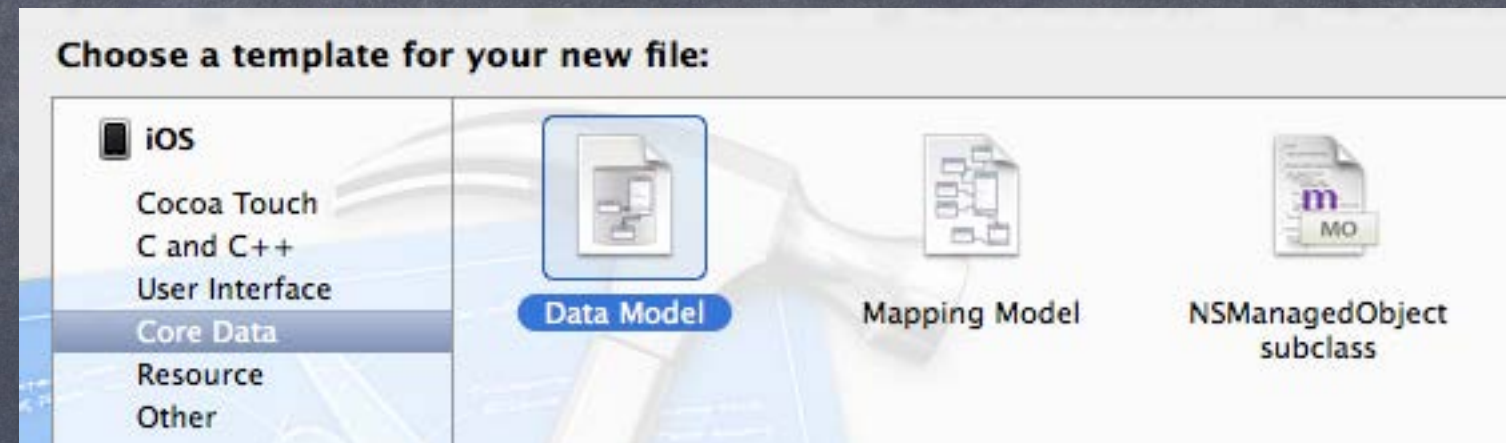 Choose a template for your new file:
iOS
Cocoa Touch
C and C++
User Interface
Core Data
Resource
Other
Data Model
Mapping Model
m
MO
NSManagedObject
subclass